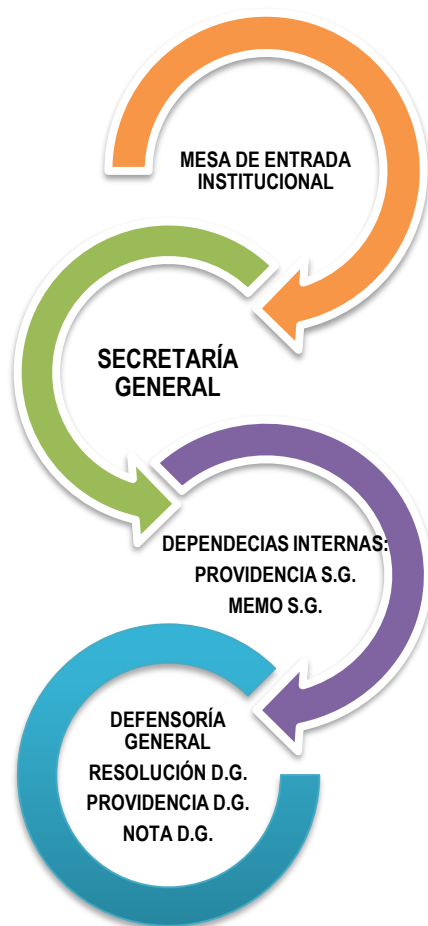 MESA DE ENTRADA
INSTITUCIONAL
SECRETARÍA
GENERAL
DEPENDECIAS INTERNAS:
PROVIDENCIA S.G.
MEMO S.G.
DEFENSORÍA
GENERAL
RESOLUCIÓN D.G.
PROVIDENCIA D.G.
NOTA D.G.